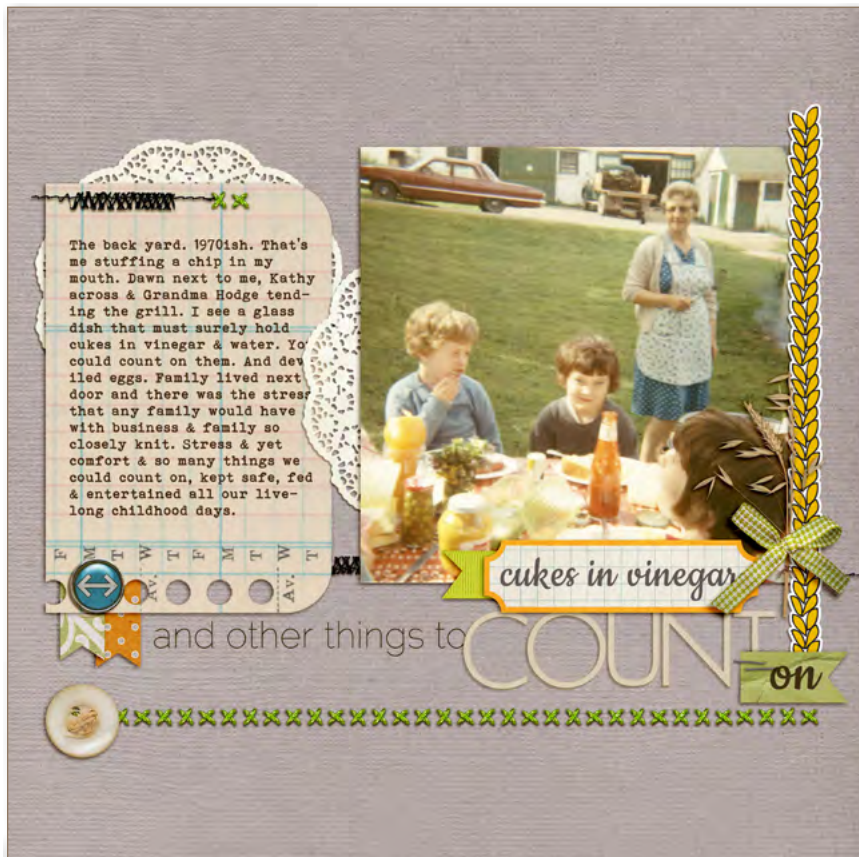 The back yard. 1970ish. That's
me stuffing a chip in my
mouth. Dawn next to me, Kathy
across & Grandma Hodge tend-
ing the grill. I see a glass
dish that must surely hold
cukes in vinegar & water. You
could count on them. And dev-
iled eggs. Family lived next
door and there was the stress
that any family would have
with business & family so
closely knit. Stress & yet
comfort & so many things we
could count on, kept safe, fed
& entertained all our live-
long childhood days.
F M T W T F M T W T
Av. Av.
cukes in vinegar
and other things to
COUNT
on